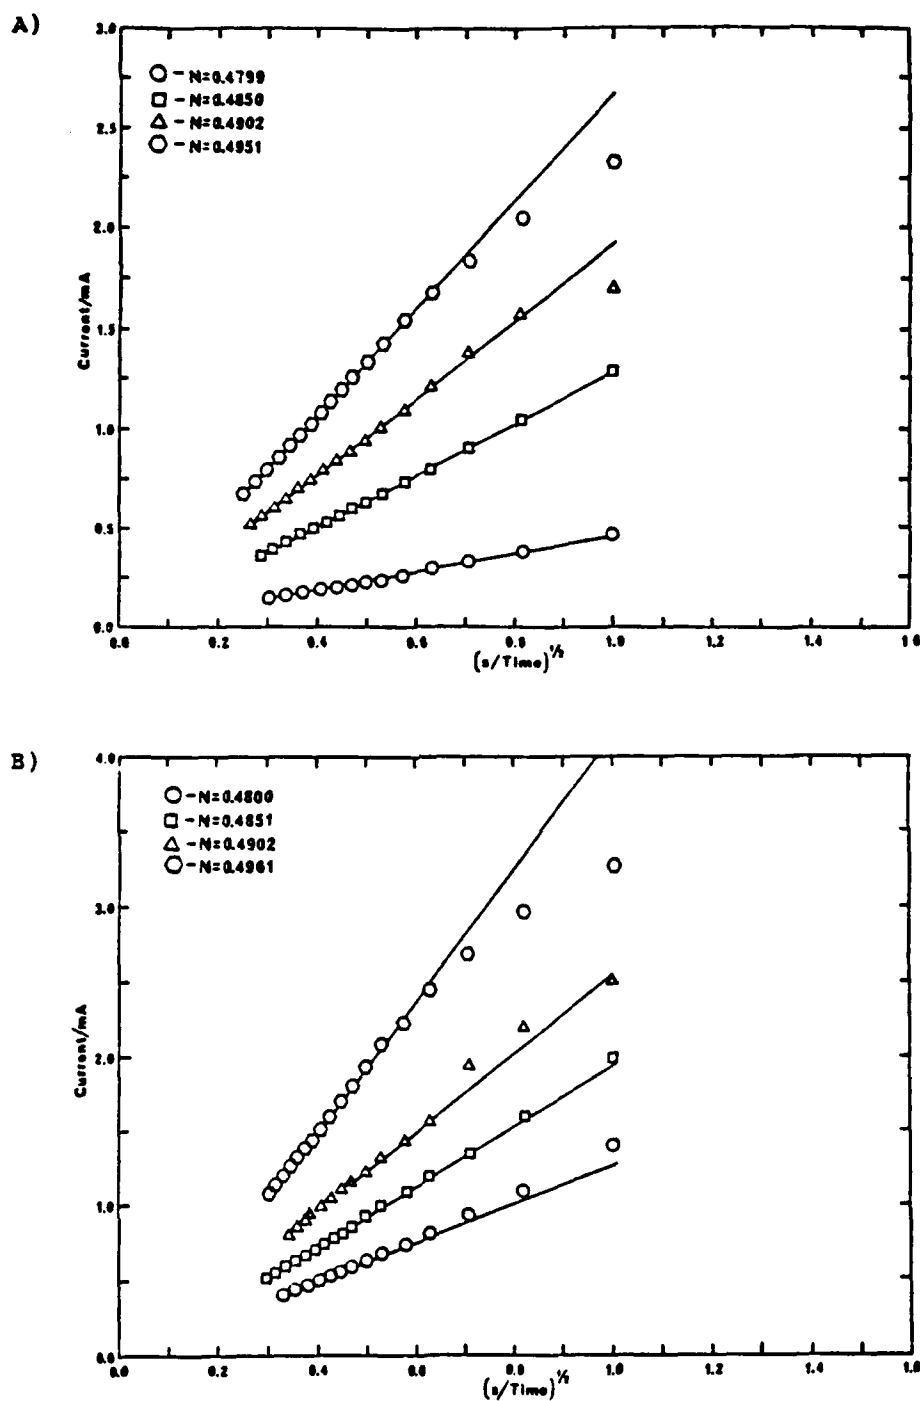 A)
3.0
2.5
2.0
1.5
1.0
0.5
0.0
Current/mA
○ - N=0.4799
□ - N=0.4850
△ - N=0.4902
○ - N=0.4951
0.0 0.2 0.4 0.6 0.8 1.0 1.2 1.4 1.6
(s/Time)^½
B)
4.0
3.0
2.0
1.0
0.0
Current/mA
○ - N=0.4800
□ - N=0.4851
△ - N=0.4902
○ - N=0.4961
0.0 0.2 0.4 0.6 0.8 1.0 1.2 1.4 1.6
(s/Time)^½